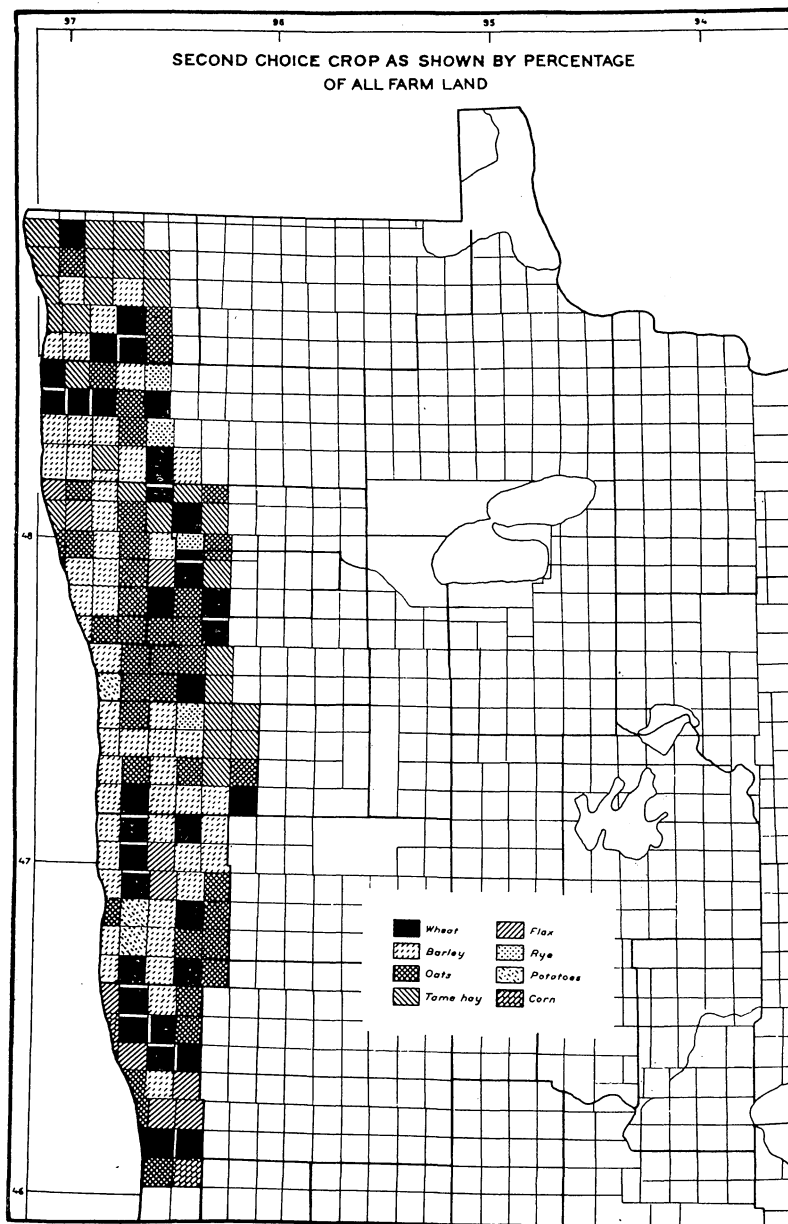 97 96 95 94
SECOND CHOICE CROP AS SHOWN BY PERCENTAGE
OF ALL FARM LAND
48
47
Wheat Flax
Barley Rye
Oats Potatoes
Tame hay Corn
46